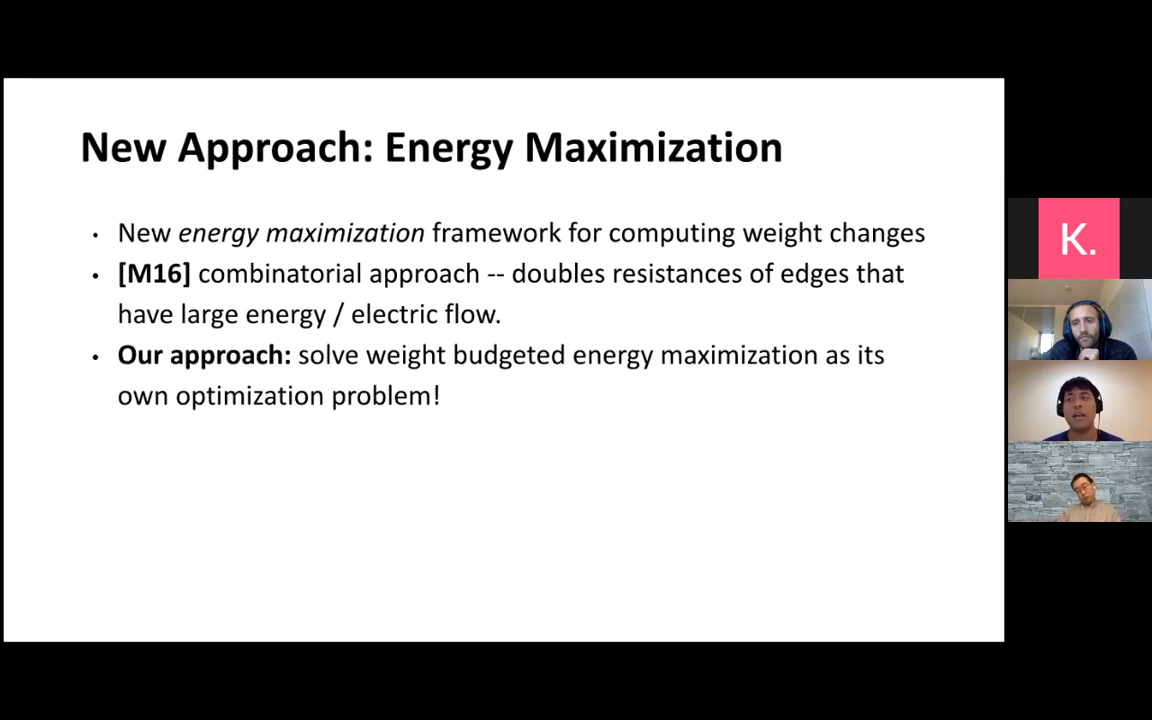 New Approach: Energy Maximization
• New energy maximization framework for computing weight changes
• [M16] combinatorial approach -- doubles resistances of edges that
have large energy / electric flow.
• Our approach: solve weight budgeted energy maximization as its
own optimization problem!
K.